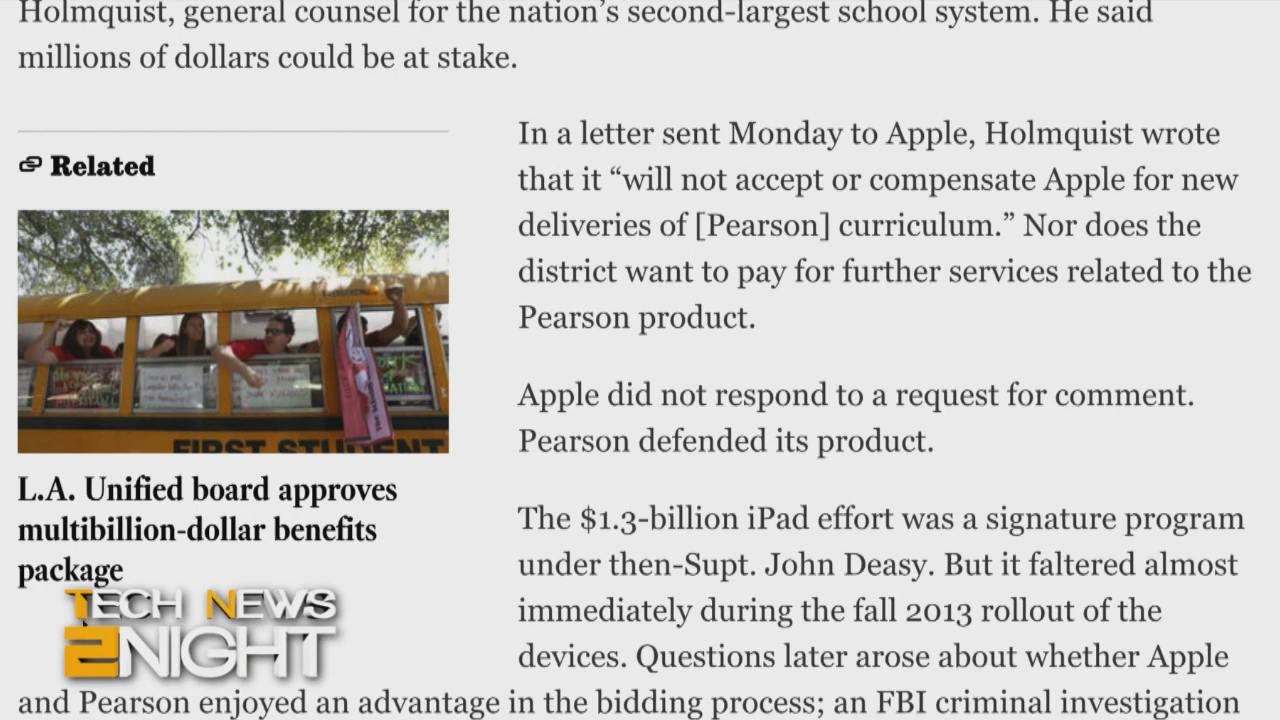 Holmquist, general counsel for the nation’s second-largest school system. He said
millions of dollars could be at stake.
Related
FIRST STUDENT
L.A. Unified board approves
multibillion-dollar benefits
package
In a letter sent Monday to Apple, Holmquist wrote
that it “will not accept or compensate Apple for new
deliveries of [Pearson] curriculum.” Nor does the
district want to pay for further services related to the
Pearson product.
Apple did not respond to a request for comment.
Pearson defended its product.
The $1.3-billion iPad effort was a signature program
under then-Supt. John Deasy. But it faltered almost
immediately during the fall 2013 rollout of the
devices. Questions later arose about whether Apple
and Pearson enjoyed an advantage in the bidding process; an FBI criminal investigation
TECH NEWS
2NIGHT